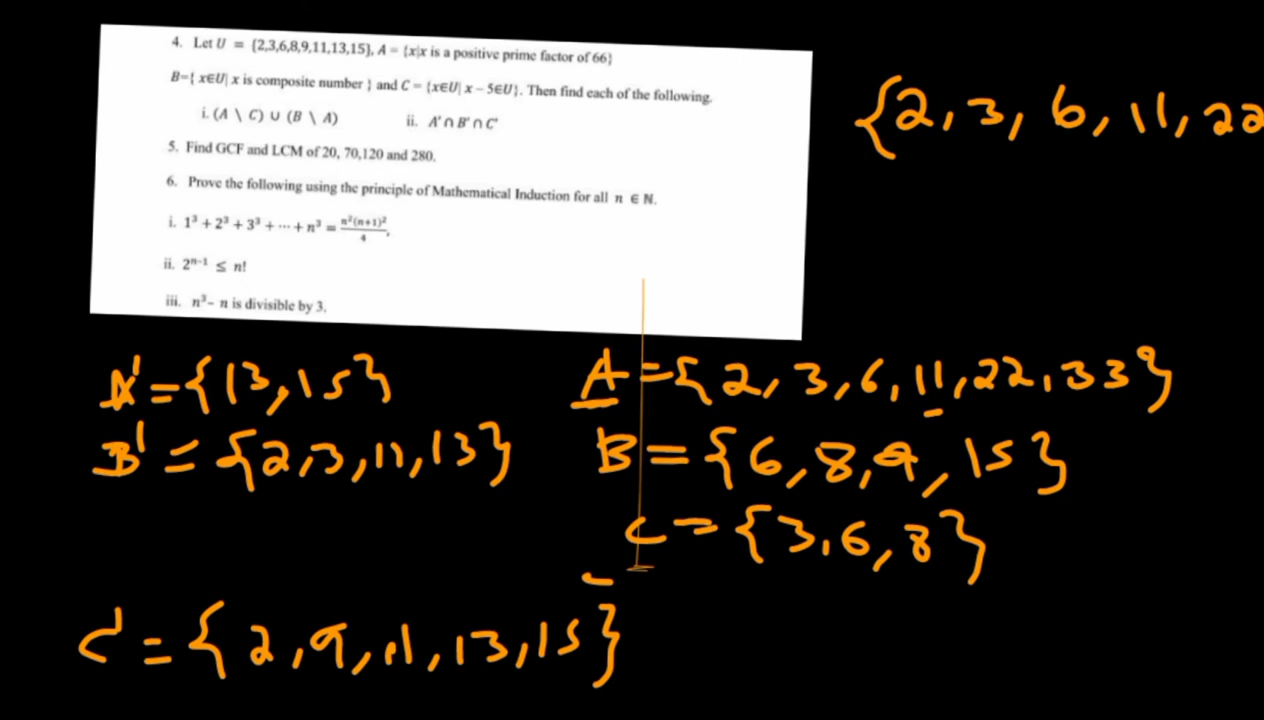 4. Let U = {2,3,6,8,9,11,13,15}, A = {x|x is a positive prime factor of 66}
B={ x∈U| x is composite number } and C = {x∈U| x – 5∈U}. Then find each of the following.
i. (A \ C) ∪ (B \ A) ii. A'∩ B'∩ C'
5. Find GCF and LCM of 20, 70,120 and 280.
6. Prove the following using the principle of Mathematical Induction for all n ∈ N.
i. 1³ + 2³ + 3³ + ⋯ + n³ = n²(n+1)²/4,
ii. 2ⁿ⁻¹ ≤ n!
iii. n³– n is divisible by 3.
{2, 3, 6, 11, 22
A' = {13, 15}
B' = {2, 3, 11, 13}
A = {2, 3, 6, 11, 22, 33}
B = {6, 8, 9, 15}
C = {3, 6, 8}
C' = {2, 9, 11, 13, 15}